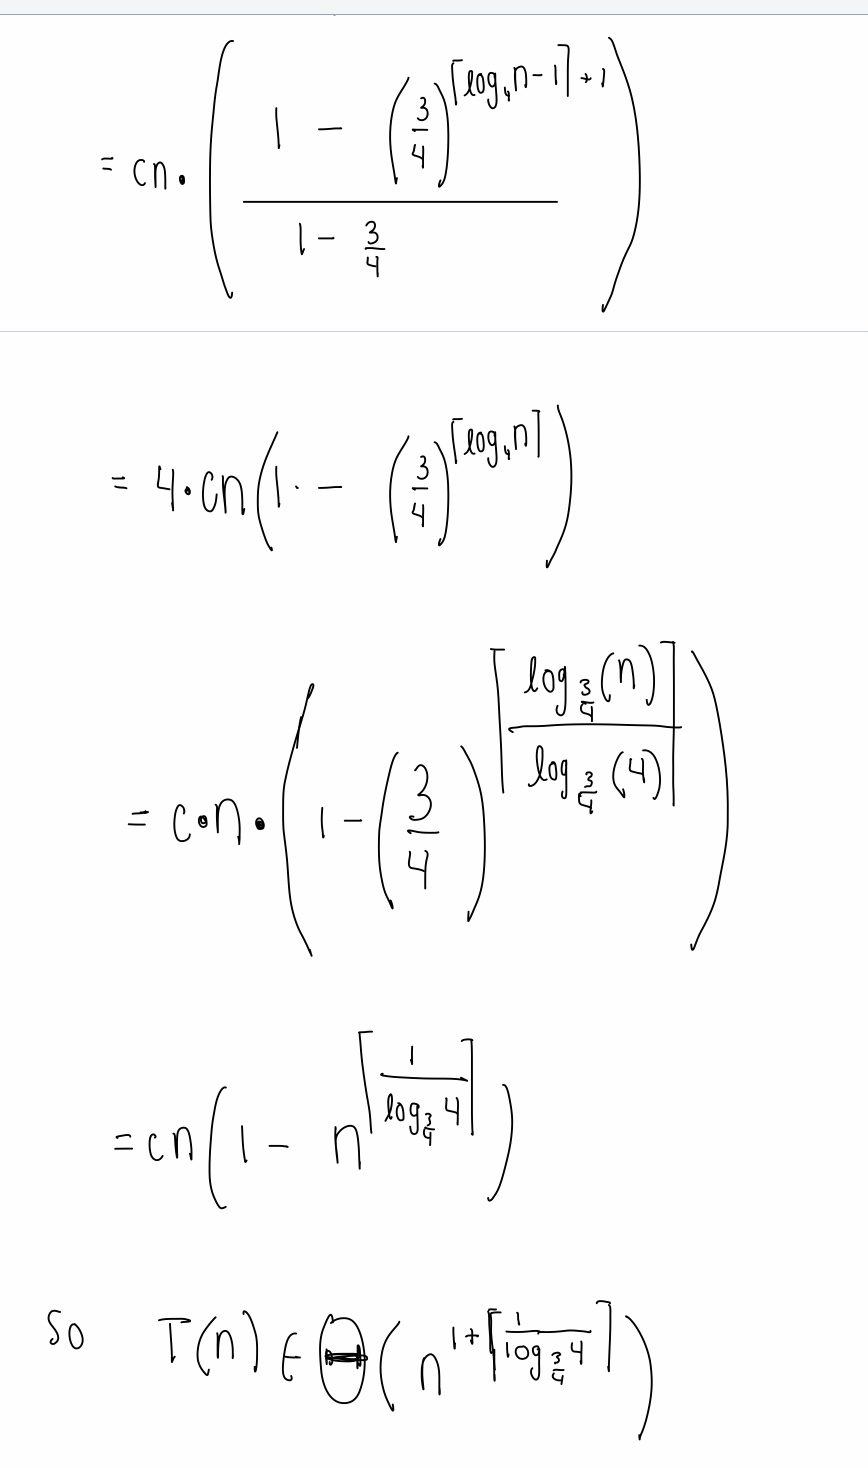 = cn · ( (1 - (3/4)^(⌈log₄n-1⌉+1)) / (1 - 3/4) )
= 4·cn(1 · - (3/4)^⌈log₄n⌉)
= c·n·(1 - (3/4)^⌈log_(3/4)(n) / log_(3/4)(4)⌉)
= cn(1 - n^⌈1 / log_(3/4) 4⌉)
So T(n) ∈ Θ(n^(1+⌈1 / log_(3/4) 4⌉))